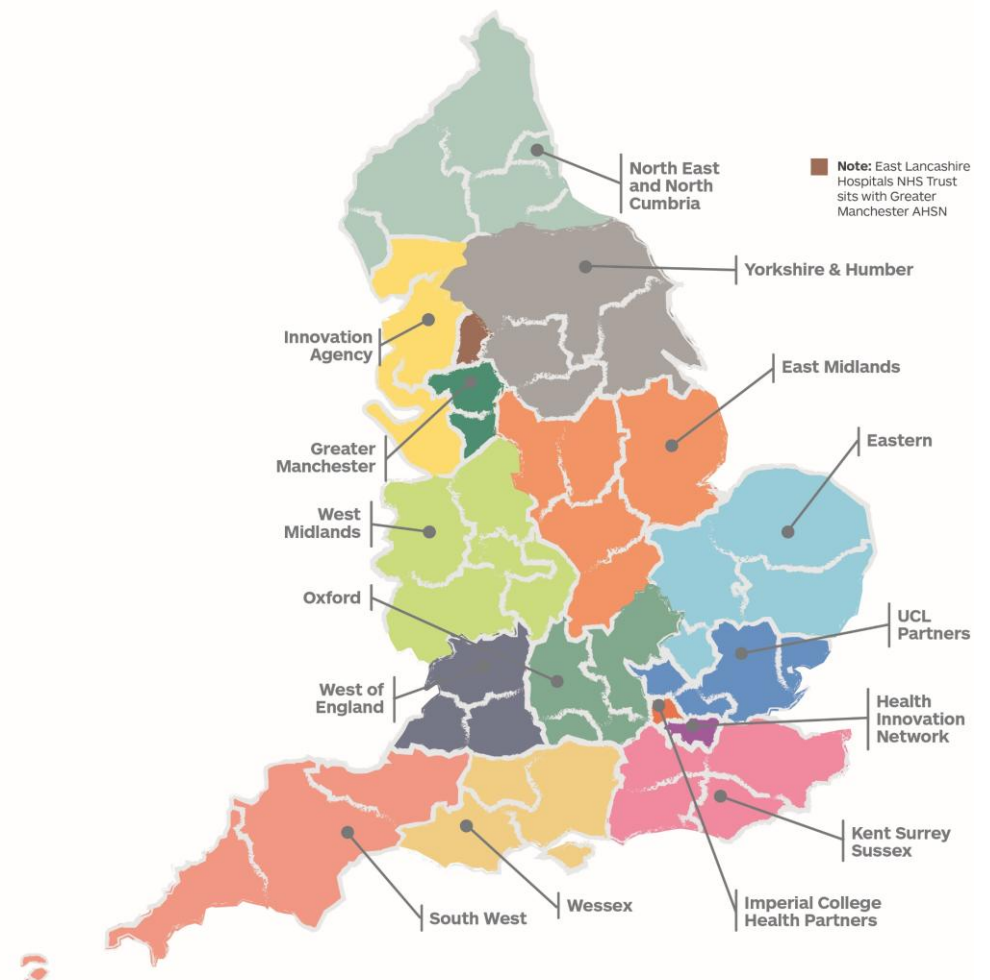 North East
and North
Cumbria
Note: East Lancashire
Hospitals NHS Trust
sits with Greater
Manchester AHSN
Yorkshire & Humber
Innovation
Agency
East Midlands
Greater
Manchester
Eastern
West
Midlands
Oxford
UCL
Partners
West of
England
Health
Innovation
Network
Kent Surrey
Sussex
Imperial College
Health Partners
Wessex
South West